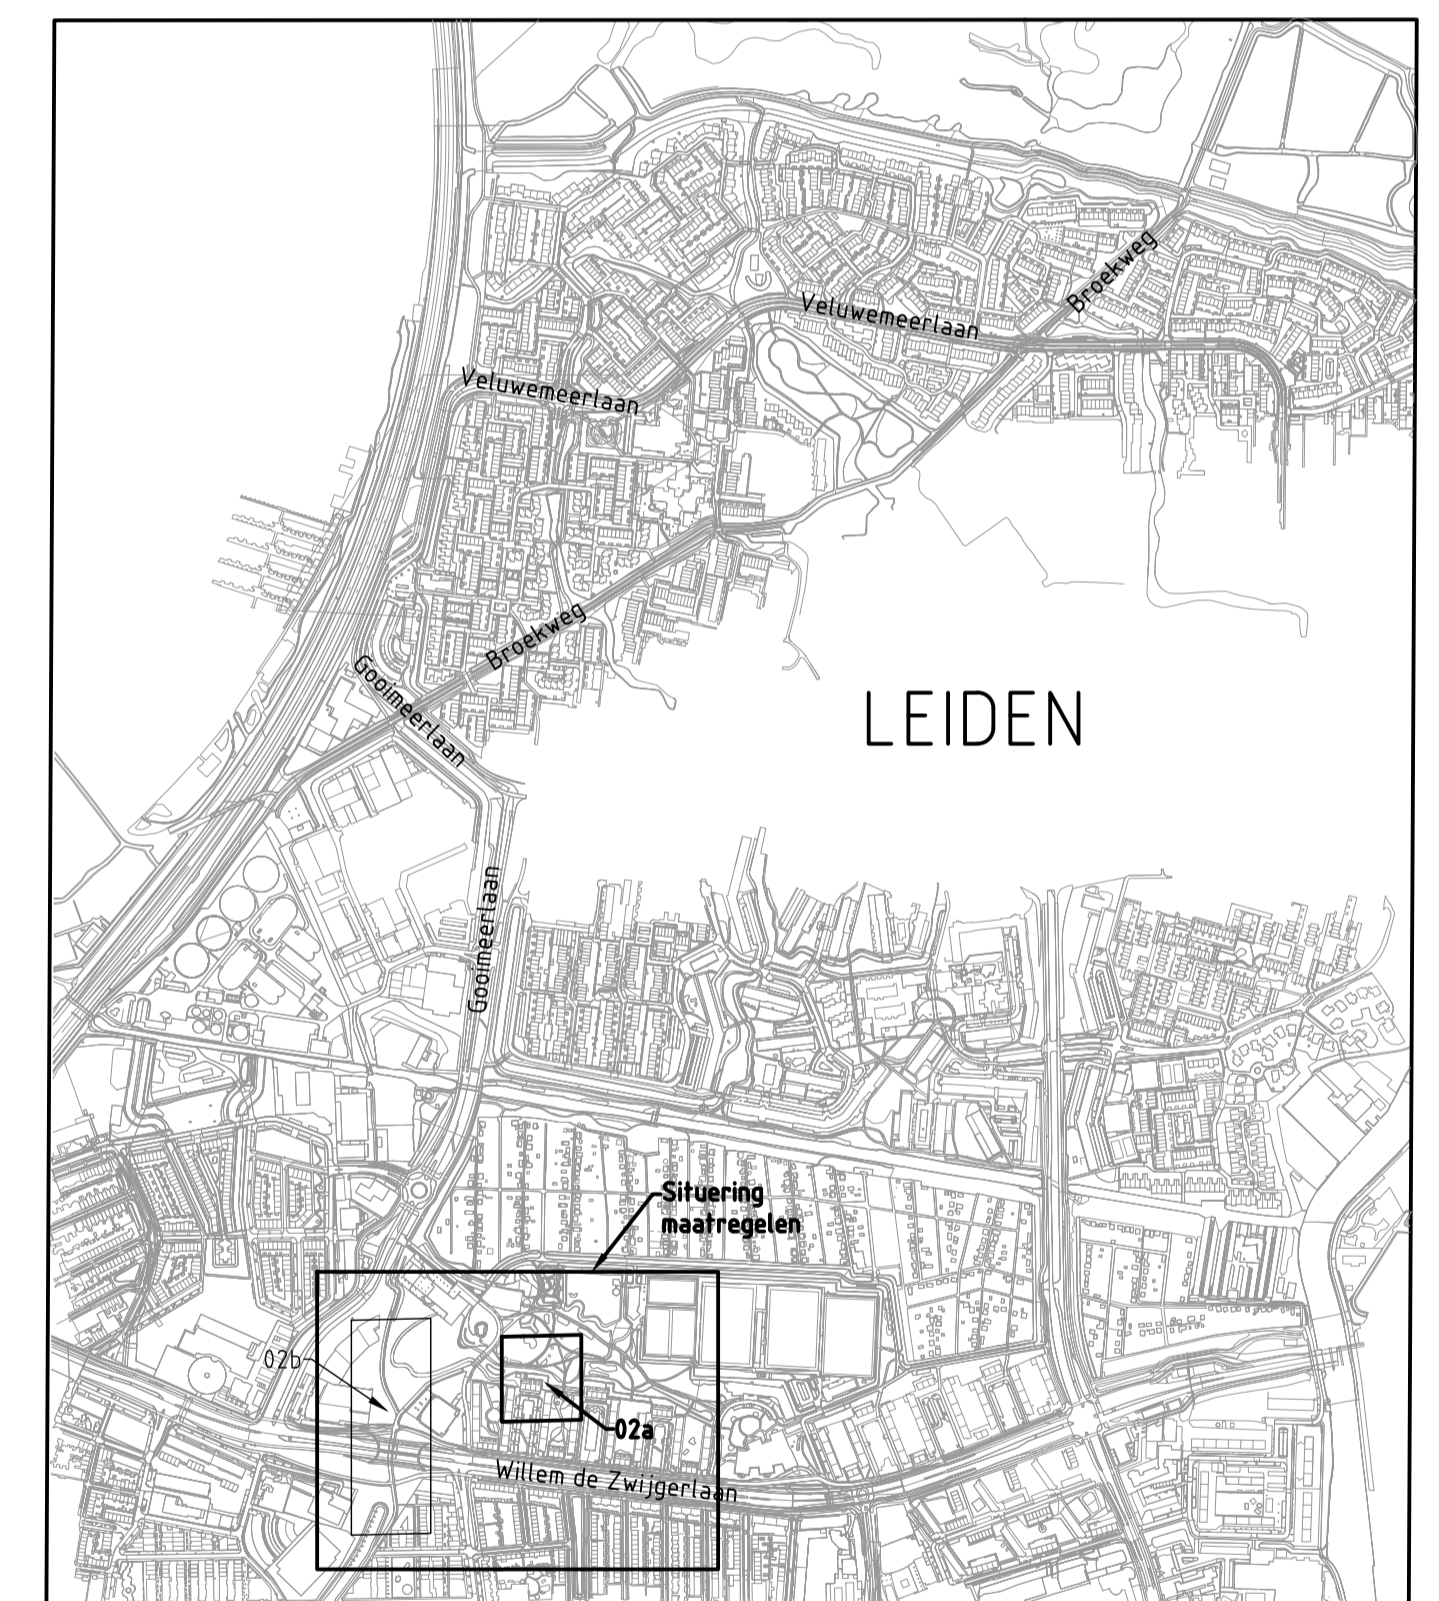 Broekweg
Veluwemeerlaan
Veluwemeerlaan
Broekweg
Gooimeerlaan
LEIDEN
Gooimeerlaan
Situering
maatregelen
02b
02a
Willem de Zwijgerlaan